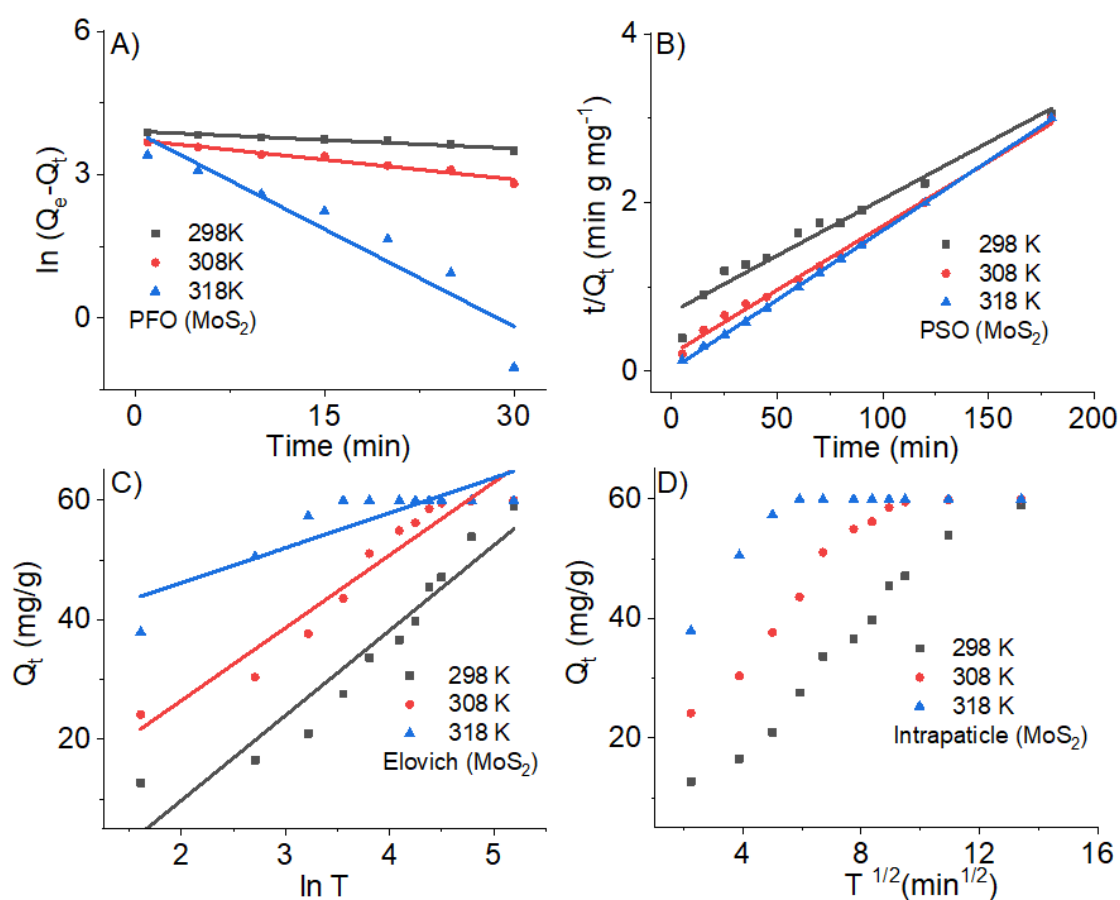 A)
ln (Qₑ-Qₜ)
6
3
0
298K
308K
318K
PFO (MoS₂)
0 15 30
Time (min)
B)
t/Qₜ (min g mg⁻¹)
4
2
0
298 K
308 K
318 K
PSO (MoS₂)
0 50 100 150 200
Time (min)
C)
Qₜ (mg/g)
60
40
20
298 K
308 K
318 K
Elovich (MoS₂)
2 3 4 5
ln T
D)
Qₜ (mg/g)
60
40
20
298 K
308 K
318 K
Intrapaticle (MoS₂)
4 8 12 16
T ¹/²(min¹/²)